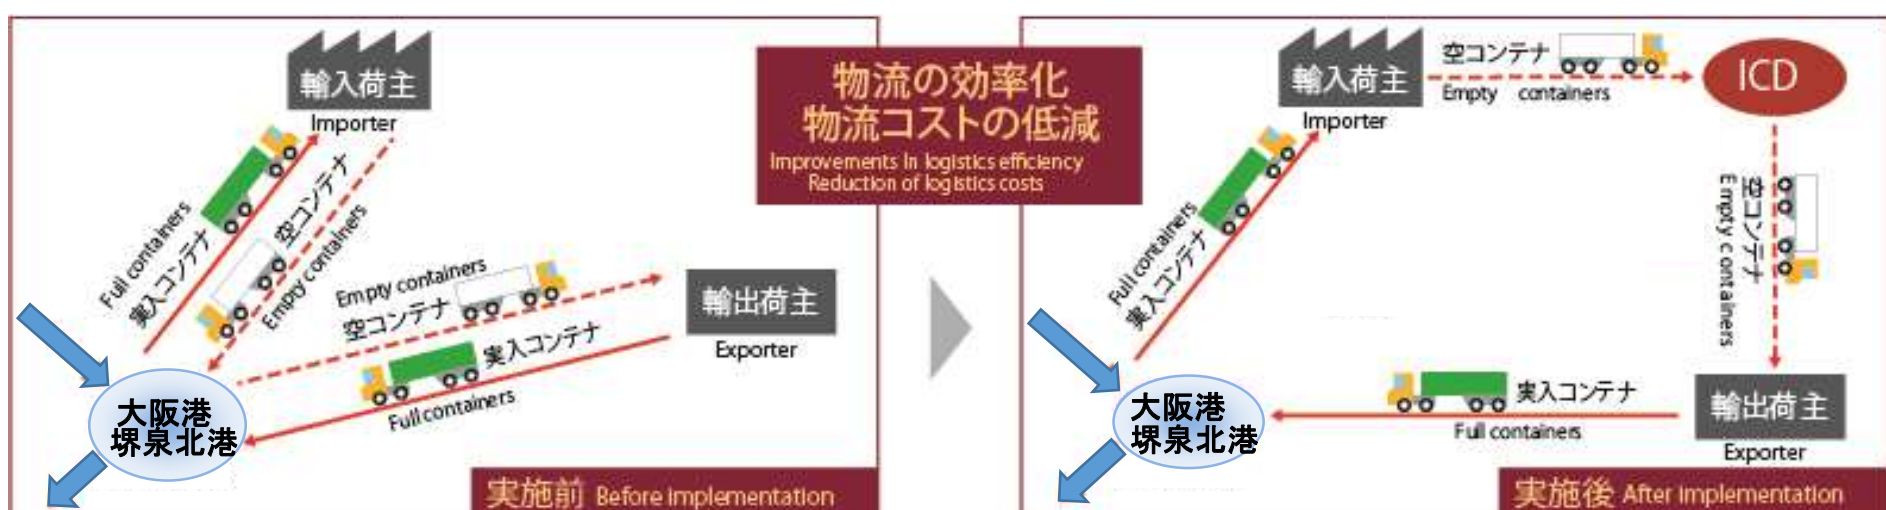 輸入荷主
Importer
Full containers
実入コンテナ
空コンテナ
Empty containers
Empty containers
空コンテナ
実入コンテナ
Full containers
輸出荷主
Exporter
大阪港
堺泉北港
実施前 Before implementation
物流の効率化
物流コストの低減
Improvements In logistics efficiency
Reduction of logistics costs
輸入荷主
Importer
空コンテナ
Empty containers
ICD
空コンテナ
Empty containers
Full containers
実入コンテナ
実入コンテナ
Full containers
輸出荷主
Exporter
大阪港
堺泉北港
実施後 After implementation